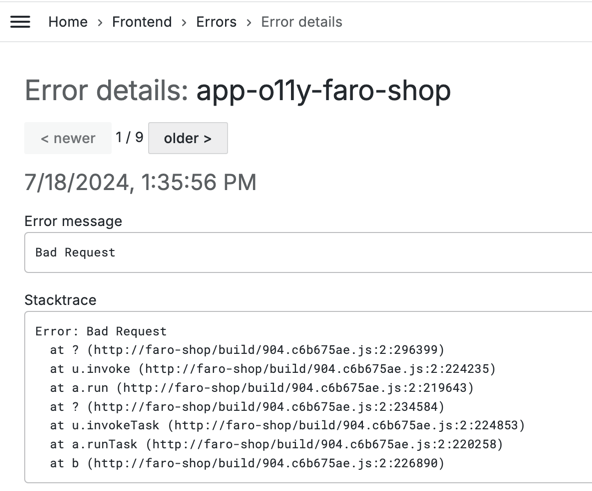 Home > Frontend > Errors > Error details
Error details: app-o11y-faro-shop
< newer 1 / 9 older >
7/18/2024, 1:35:56 PM
Error message
Bad Request
Stacktrace
Error: Bad Request
at ? (http://faro-shop/build/904.c6b675ae.js:2:296399)
at u.invoke (http://faro-shop/build/904.c6b675ae.js:2:224235)
at a.run (http://faro-shop/build/904.c6b675ae.js:2:219643)
at ? (http://faro-shop/build/904.c6b675ae.js:2:234584)
at u.invokeTask (http://faro-shop/build/904.c6b675ae.js:2:224853)
at a.runTask (http://faro-shop/build/904.c6b675ae.js:2:220258)
at b (http://faro-shop/build/904.c6b675ae.js:2:226890)